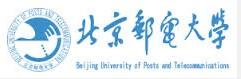 北京郵電大學
Beijing University of Posts and Telecommunications